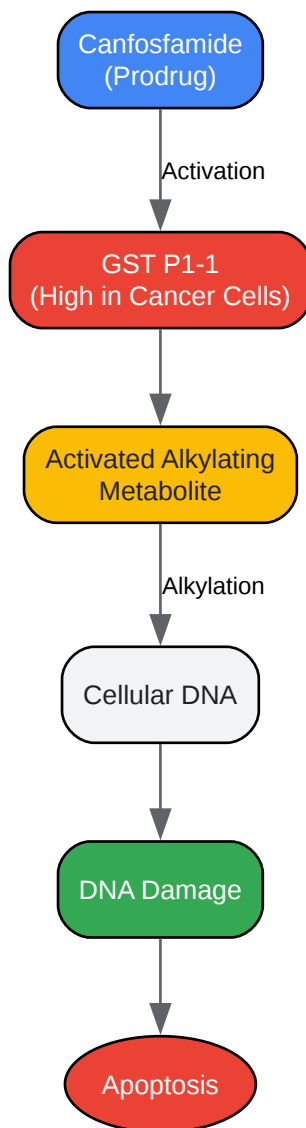 Canfosfamide
(Prodrug)
Activation
GST P1-1
(High in Cancer Cells)
Activated Alkylating
Metabolite
Alkylation
Cellular DNA
DNA Damage
Apoptosis